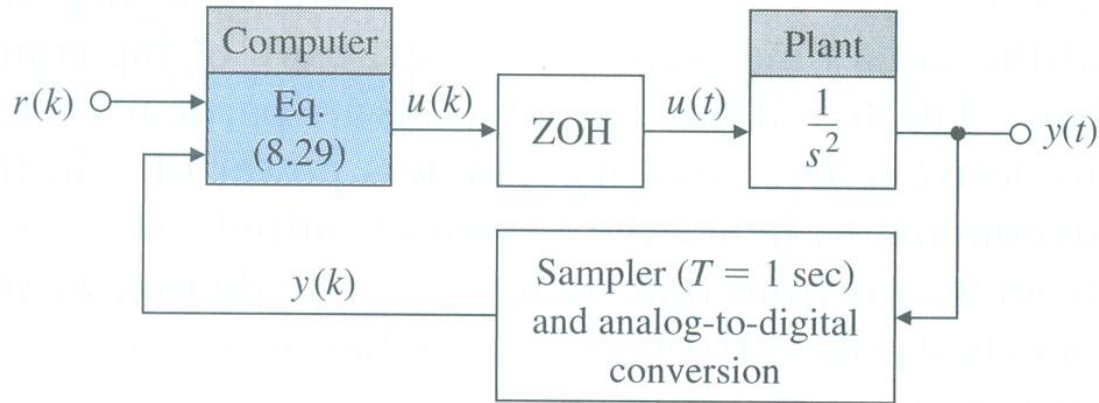 Computer
Plant
r(k)
Eq.
(8.29)
u(k)
ZOH
u(t)
1
s²
y(t)
y(k)
Sampler (T = 1 sec)
and analog-to-digital
conversion